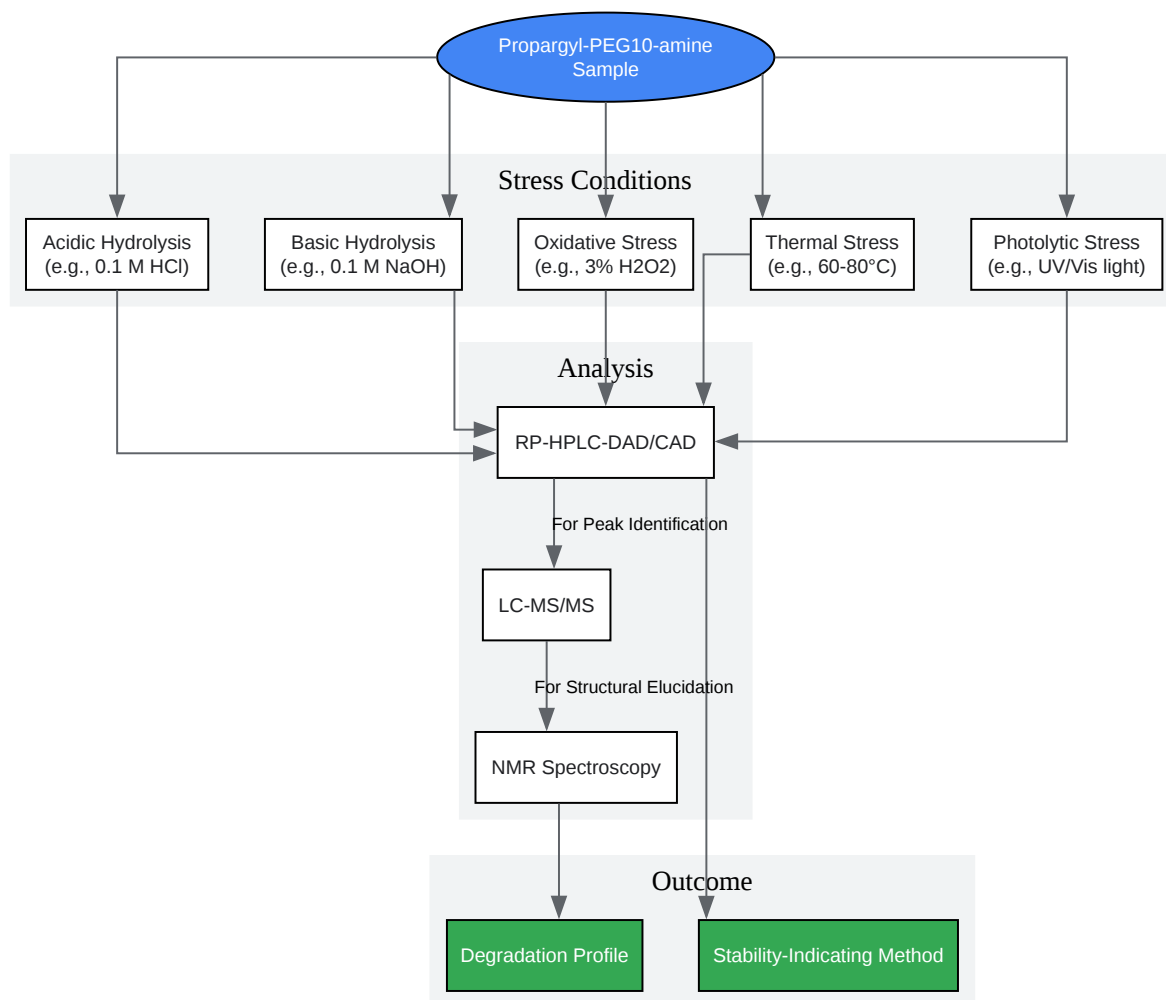 Propargyl-PEG10-amine
Sample
Stress Conditions
Acidic Hydrolysis
(e.g., 0.1 M HCl)
Basic Hydrolysis
(e.g., 0.1 M NaOH)
Oxidative Stress
(e.g., 3% H2O2)
Thermal Stress
(e.g., 60-80°C)
Photolytic Stress
(e.g., UV/Vis light)
Analysis
RP-HPLC-DAD/CAD
For Peak Identification
LC-MS/MS
For Structural Elucidation
NMR Spectroscopy
Outcome
Degradation Profile
Stability-Indicating Method